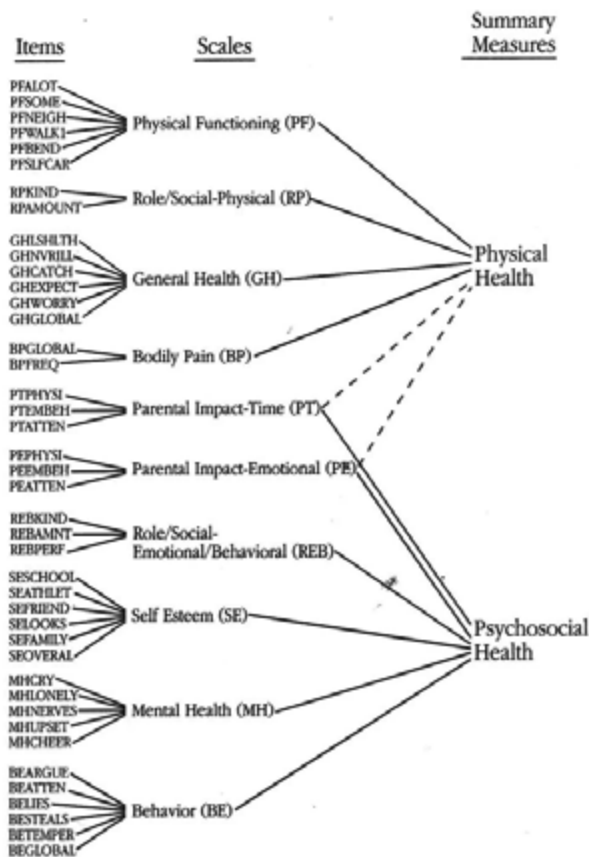 Items
Scales
Summary
Measures
PFALOT
PFSOME
PFNEIGH
PFWALK1
PFBEND
PFSLFCAR
Physical Functioning (PF)
RPKIND
RPAMOUNT
Role/Social-Physical (RP)
GHLSHLTH
GHNVRILL
GHCATCH
GHEXPECT
GHWORRY
GHGLOBAL
General Health (GH)
Physical
Health
BPGLOBAL
BPFREQ
Bodily Pain (BP)
PTPHYSI
PTEMBEH
PTATTEN
Parental Impact-Time (PT)
PEPHYSI
PEEMBEH
PEATTEN
Parental Impact-Emotional (PE)
REBKIND
REBAMNT
REBPERF
Role/Social-
Emotional/Behavioral (REB)
SESCHOOL
SEATHLET
SEFRIEND
SELOOKS
SEFAMILY
SEOVERAL
Self Esteem (SE)
Psychosocial
Health
MHCRY
MHLONELY
MHNERVES
MHUPSET
MHCHEER
Mental Health (MH)
BEARGUE
BEATTEN
BELIES
BESTEALS
BETEMPER
BEGLOBAL
Behavior (BE)